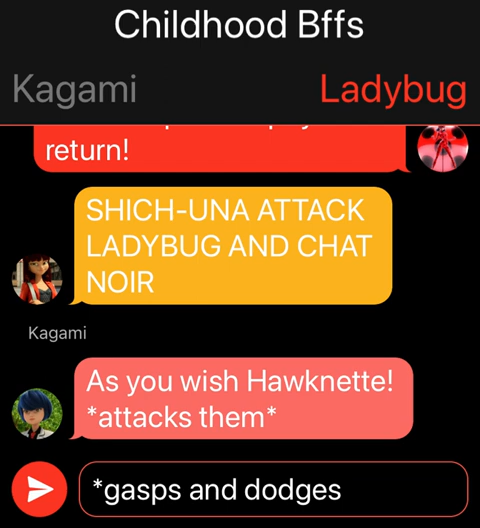 Childhood Bffs
Kagami
Ladybug
return!
SHICH-UNA ATTACK
LADYBUG AND CHAT
NOIR
Kagami
As you wish Hawknette!
*attacks them*
*gasps and dodges